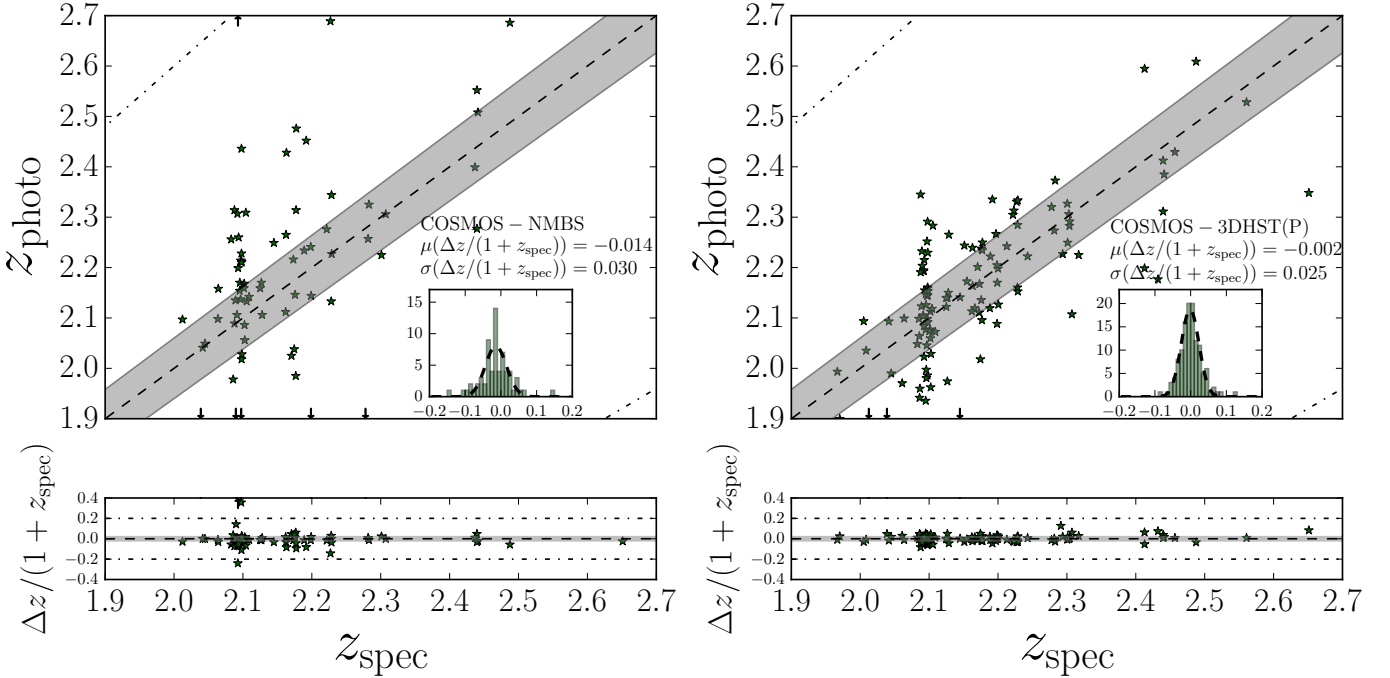 2.7
2.6
2.5
2.4
2.3
2.2
2.1
2.0
1.9
z_photo
COSMOS − NMBS
μ(Δz/(1 + z_spec)) = −0.014
σ(Δz/(1 + z_spec)) = 0.030
15
10
5
0
−0.2 −0.1 0.0 0.1 0.2
0.4
0.2
0.0
−0.2
−0.4
Δz/(1 + z_spec)
1.9 2.0 2.1 2.2 2.3 2.4 2.5 2.6 2.7
z_spec
2.7
2.6
2.5
2.4
2.3
2.2
2.1
2.0
1.9
z_photo
COSMOS − 3DHST(P)
μ(Δz/(1 + z_spec)) = −0.002
σ(Δz/(1 + z_spec)) = 0.025
20
15
10
5
0
−0.2 −0.1 0.0 0.1 0.2
0.4
0.2
0.0
−0.2
−0.4
Δz/(1 + z_spec)
1.9 2.0 2.1 2.2 2.3 2.4 2.5 2.6 2.7
z_spec